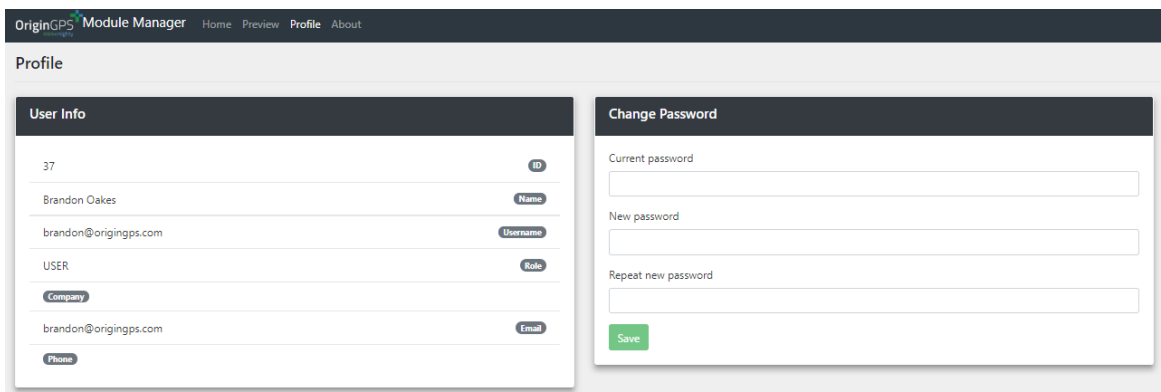 OriginGPS Module Manager Home Preview Profile About
Profile
User Info
37 ID
Brandon Oakes Name
brandon@origingps.com Username
USER Role
Company
brandon@origingps.com Email
Phone
Change Password
Current password
New password
Repeat new password
Save